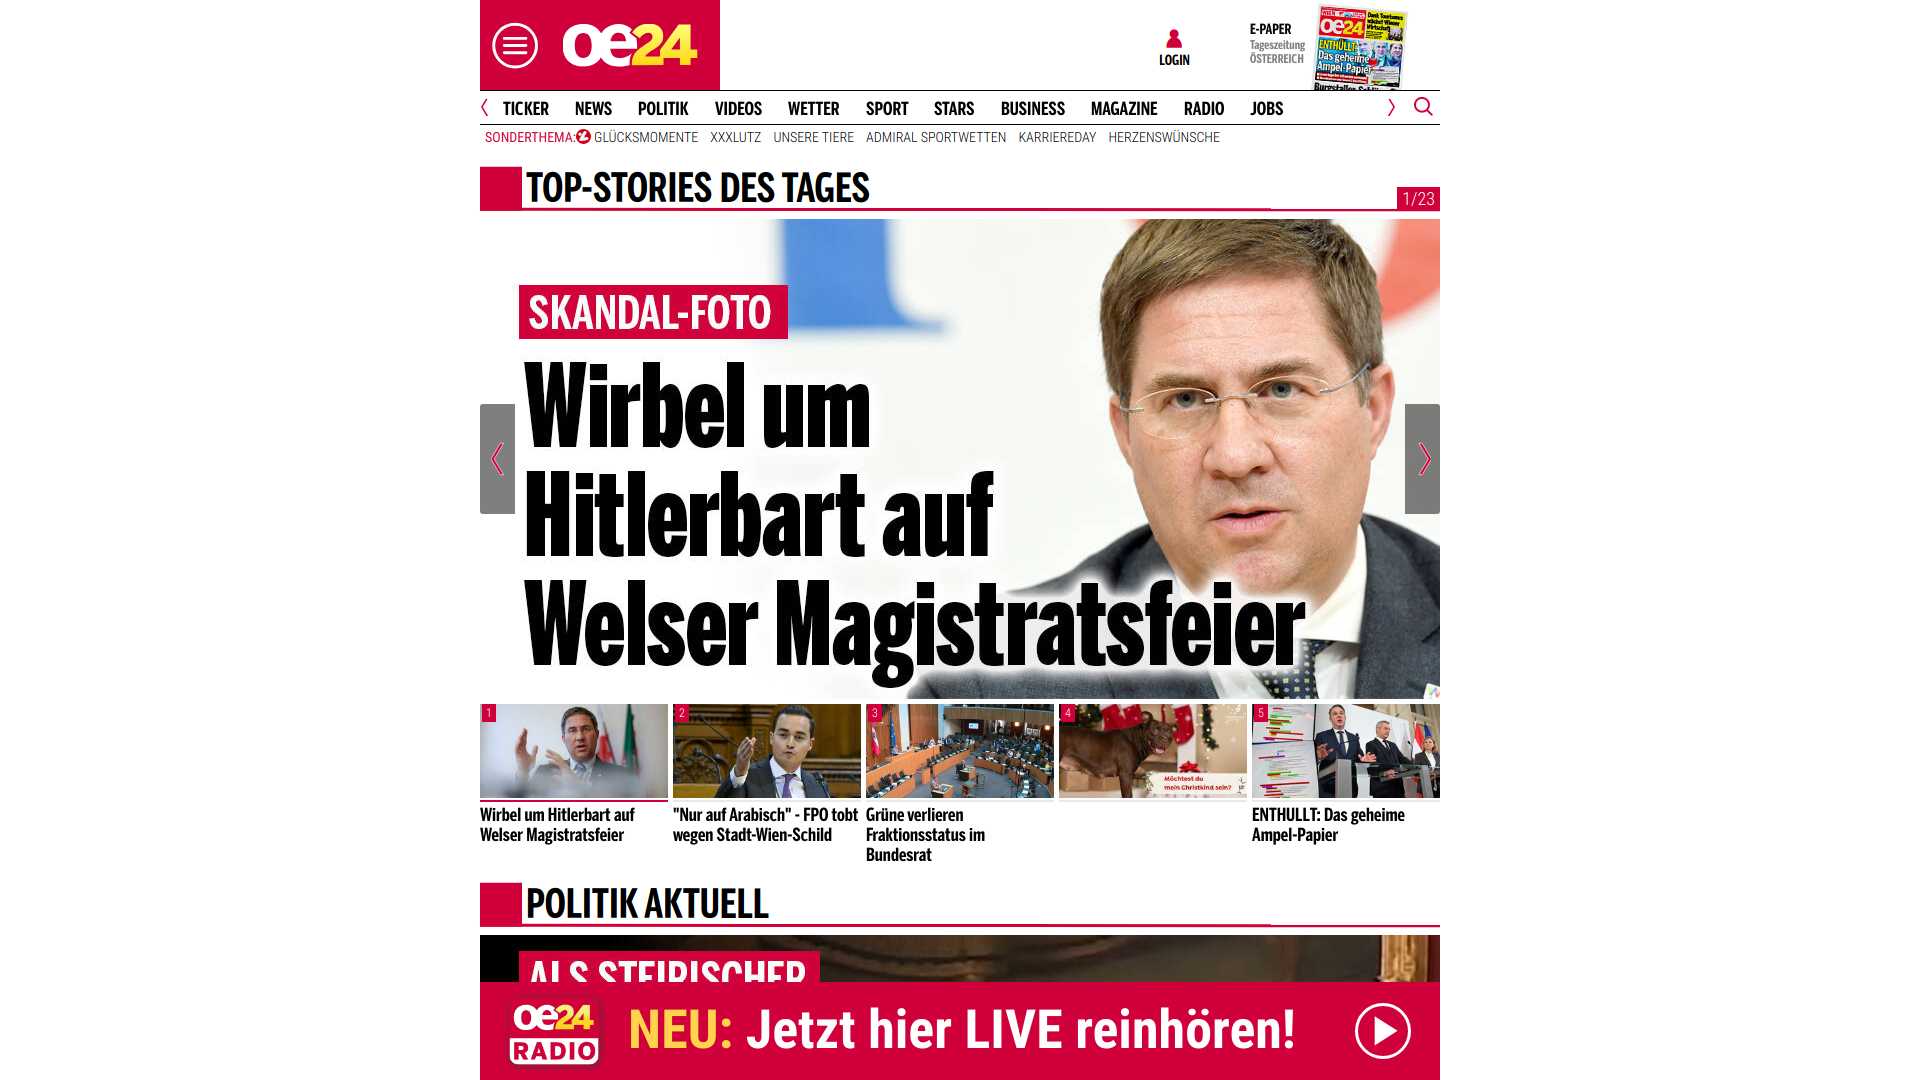 oe24
LOGIN
E-PAPER
Tageszeitung
ÖSTERREICH
oe24
ENTHÜLLT:
Das geheime
Ampel-Papier
TICKER NEWS POLITIK VIDEOS WETTER SPORT STARS BUSINESS MAGAZINE RADIO JOBS
SONDERTHEMA: GLÜCKSMOMENTE XXXLUTZ UNSERE TIERE ADMIRAL SPORTWETTEN KARRIEREDAY HERZENSWÜNSCHE
TOP-STORIES DES TAGES
1/23
SKANDAL-FOTO
Wirbel um
Hitlerbart auf
Welser Magistratsfeier
1
2
3
4
5
Möchtest du
mein Christkind sein?
Wirbel um Hitlerbart auf
Welser Magistratsfeier
"Nur auf Arabisch" - FPÖ tobt
wegen Stadt-Wien-Schild
Grüne verlieren
Fraktionsstatus im
Bundesrat
ENTHÜLLT: Das geheime
Ampel-Papier
POLITIK AKTUELL
ALS STEIRISCHER
oe24
RADIO
NEU: Jetzt hier LIVE reinhören!